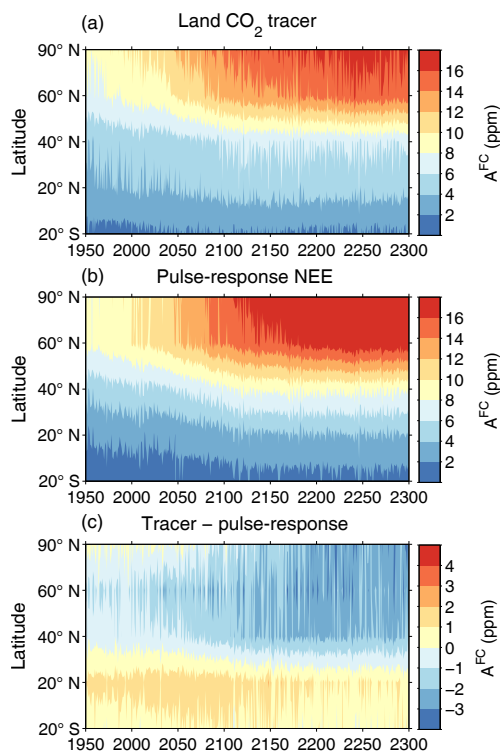 (a) Land CO₂ tracer
90° N
60° N
40° N
20° N
20° S
Latitude
1950 2000 2050 2100 2150 2200 2250 2300
16
14
12
10
8
6
4
2
A^FC (ppm)
(b) Pulse-response NEE
90° N
60° N
40° N
20° N
20° S
Latitude
1950 2000 2050 2100 2150 2200 2250 2300
16
14
12
10
8
6
4
2
A^FC (ppm)
(c) Tracer – pulse-response
90° N
60° N
40° N
20° N
20° S
Latitude
1950 2000 2050 2100 2150 2200 2250 2300
4
3
2
1
0
−1
−2
−3
A^FC (ppm)